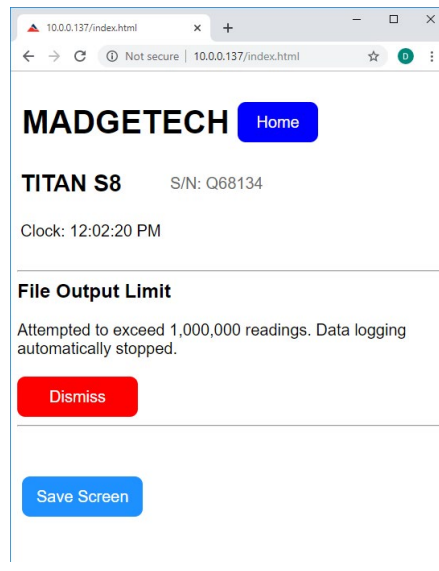 10.0.0.137/index.html
Not secure | 10.0.0.137/index.html
D
MADGETECH Home
TITAN S8 S/N: Q68134
Clock: 12:02:20 PM
File Output Limit
Attempted to exceed 1,000,000 readings. Data logging
automatically stopped.
Dismiss
Save Screen